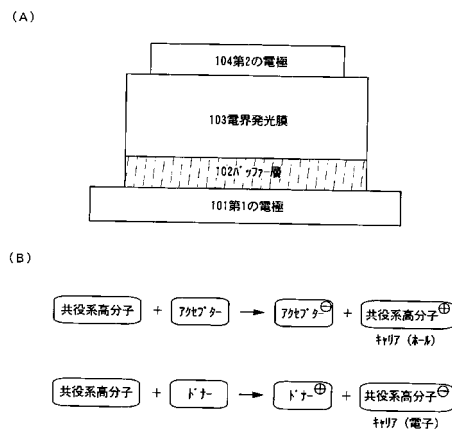 (A)
104第2の電極
103電界発光膜
102バッファー層
101第1の電極
(B)
共役系高分子 + アクセプター → アクセプター⊖ + 共役系高分子⊕
キャリア (ホール)
共役系高分子 + ドナー → ドナー⊕ + 共役系高分子⊖
キャリア (電子)